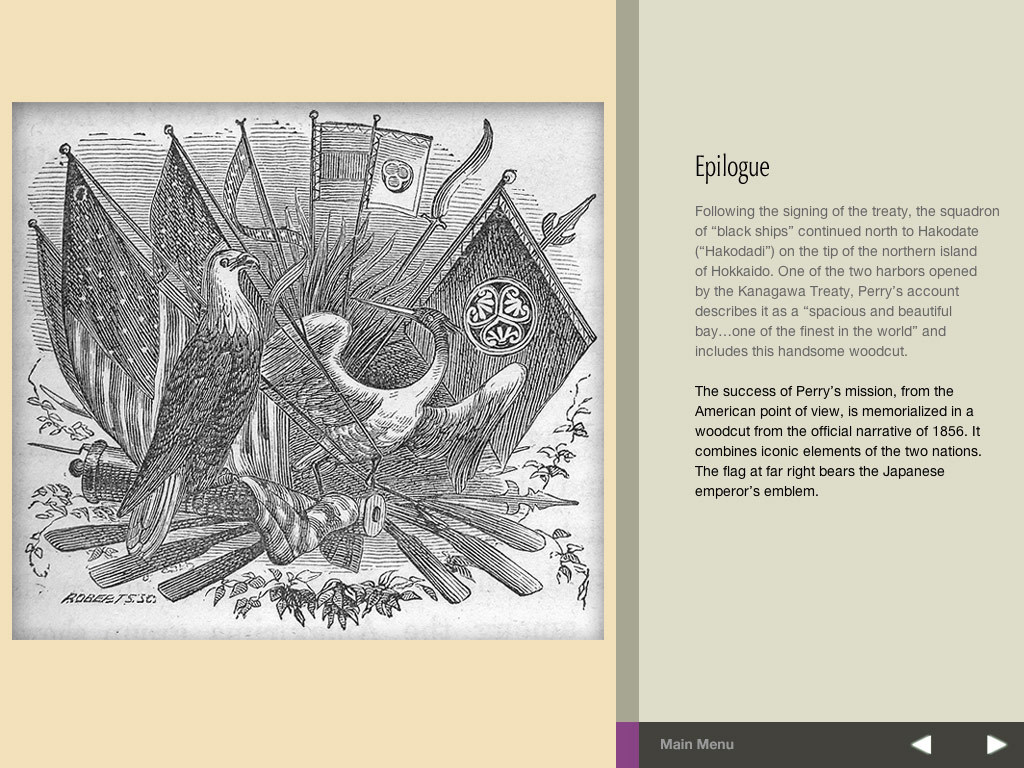 Epilogue
Following the signing of the treaty, the squadron
of “black ships” continued north to Hakodate
(“Hakodadi”) on the tip of the northern island
of Hokkaido. One of the two harbors opened
by the Kanagawa Treaty, Perry’s account
describes it as a “spacious and beautiful
bay…one of the finest in the world” and
includes this handsome woodcut.
The success of Perry’s mission, from the
American point of view, is memorialized in a
woodcut from the official narrative of 1856. It
combines iconic elements of the two nations.
The flag at far right bears the Japanese
emperor’s emblem.
ROBERTS.SC.
Main Menu